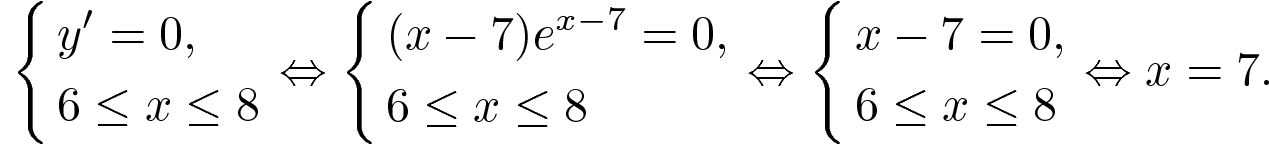 { y′ = 0, 6 ≤ x ≤ 8 ⇔ { (x − 7)e^{x−7} = 0, 6 ≤ x ≤ 8 ⇔ { x − 7 = 0, 6 ≤ x ≤ 8 ⇔ x = 7.